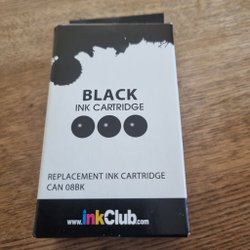 BLACK
INK CARTRIDGE
REPLACEMENT INK CARTRIDGE
CAN 08BK
www.inkClub.com